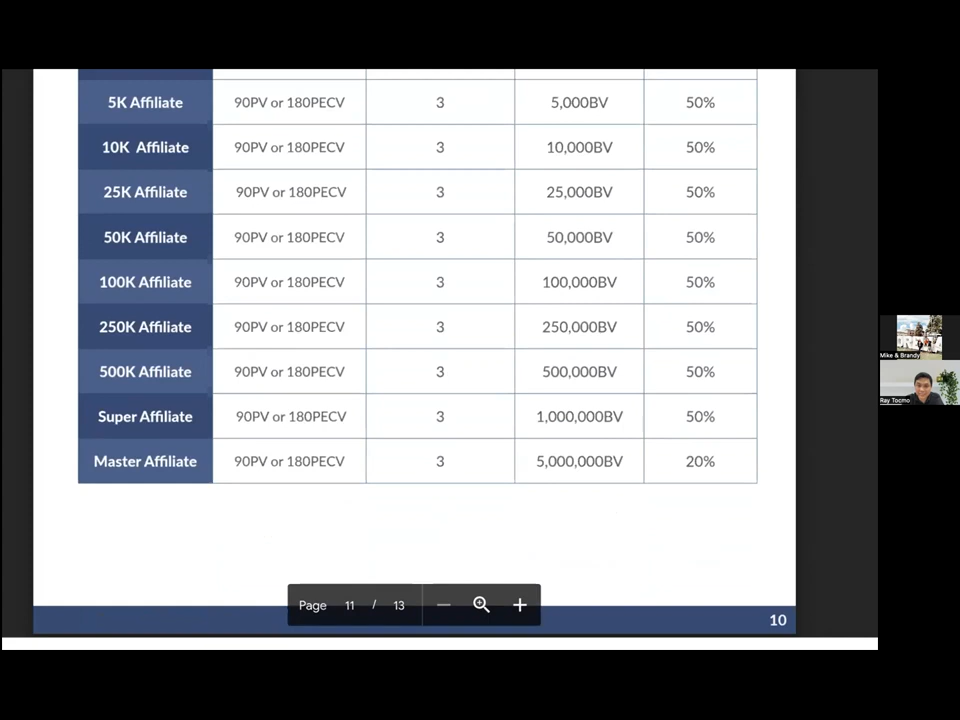 5K Affiliate 90PV or 180PECV 3 5,000BV 50%
10K Affiliate 90PV or 180PECV 3 10,000BV 50%
25K Affiliate 90PV or 180PECV 3 25,000BV 50%
50K Affiliate 90PV or 180PECV 3 50,000BV 50%
100K Affiliate 90PV or 180PECV 3 100,000BV 50%
250K Affiliate 90PV or 180PECV 3 250,000BV 50%
500K Affiliate 90PV or 180PECV 3 500,000BV 50%
Super Affiliate 90PV or 180PECV 3 1,000,000BV 50%
Master Affiliate 90PV or 180PECV 3 5,000,000BV 20%
Page 11 / 13
10
Mike & Brandy
Ray Tocmo